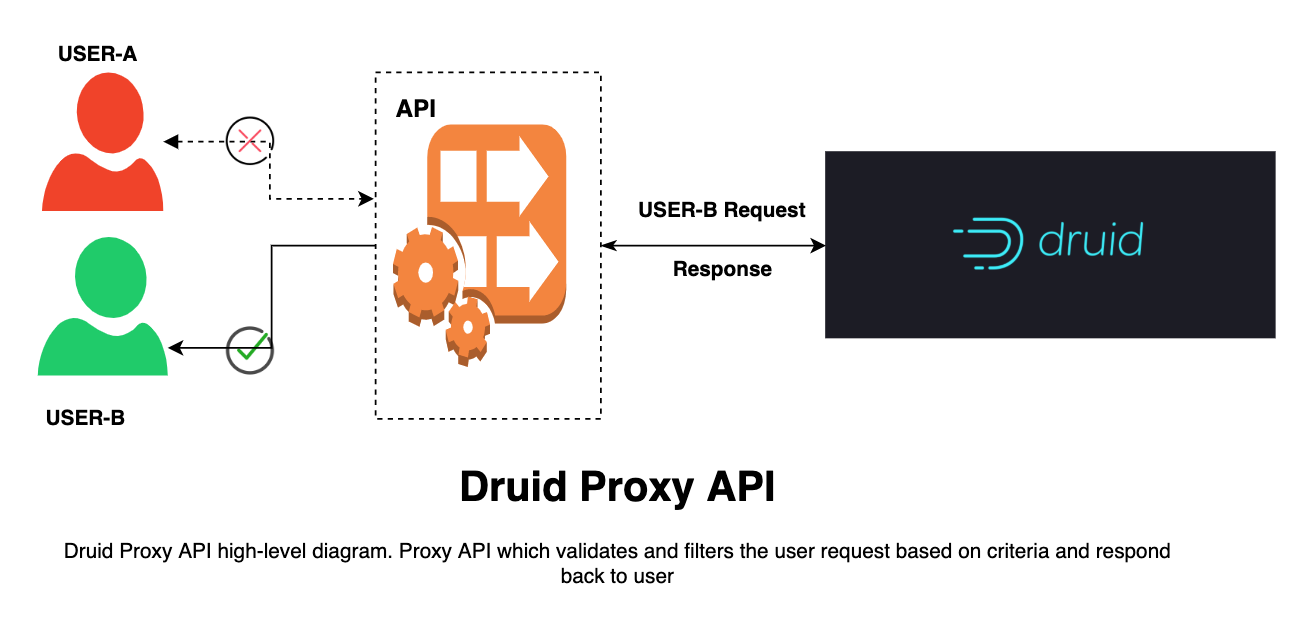 USER-A
API
USER-B Request
druid
Response
USER-B
Druid Proxy API
Druid Proxy API high-level diagram. Proxy API which validates and filters the user request based on criteria and respond
back to user